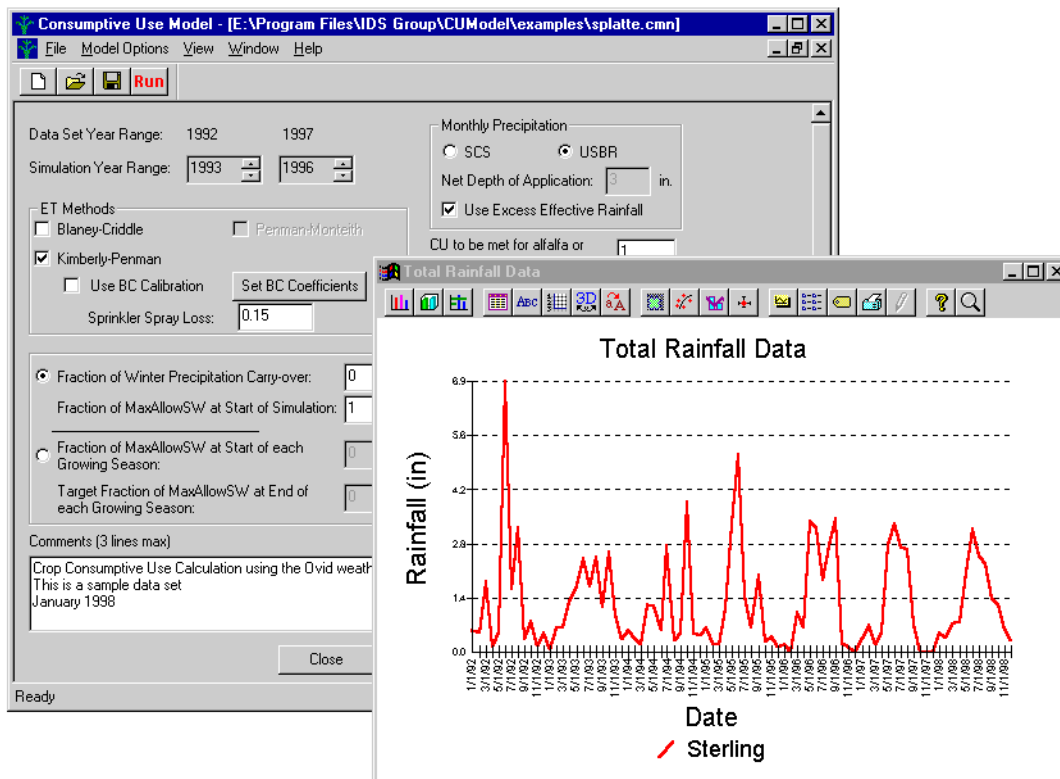 Consumptive Use Model - [E:\Program Files\IDS Group\CUModel\examples\splatte.cmn]
File Model Options View Window Help
Run
Data Set Year Range: 1992 1997
Simulation Year Range: 1993 1996
Monthly Precipitation
SCS USBR
Net Depth of Application: 3 in.
Use Excess Effective Rainfall
ET Methods
Blaney-Criddle Penman-Monteith
Kimberly-Penman
Use BC Calibration Set BC Coefficients
Sprinkler Spray Loss: 0.15
CU to be met for alfalfa or 1
Fraction of Winter Precipitation Carry-over: 0
Fraction of MaxAllowSW at Start of Simulation: 1
Fraction of MaxAllowSW at Start of each
Growing Season: 0
Target Fraction of MaxAllowSW at End of
each Growing Season: 0
Comments (3 lines max)
Crop Consumptive Use Calculation using the Ovid weath
This is a sample data set
January 1998
Close
Ready
Total Rainfall Data
ABC 3D
Total Rainfall Data
Rainfall (in)
6.9
5.6
4.2
2.8
1.4
0.0
1/1/92 3/1/92 5/1/92 7/1/92 9/1/92 11/1/92 1/1/93 3/1/93 5/1/93 7/1/93 9/1/93 11/1/93 1/1/94 3/1/94 5/1/94 7/1/94 9/1/94 11/1/94 1/1/95 3/1/95 5/1/95 7/1/95 9/1/95 11/1/95 1/1/96 3/1/96 5/1/96 7/1/96 9/1/96 11/1/96 1/1/97 3/1/97 5/1/97 7/1/97 9/1/97 11/1/97 1/1/98 3/1/98 5/1/98 7/1/98 9/1/98 11/1/98
Date
Sterling